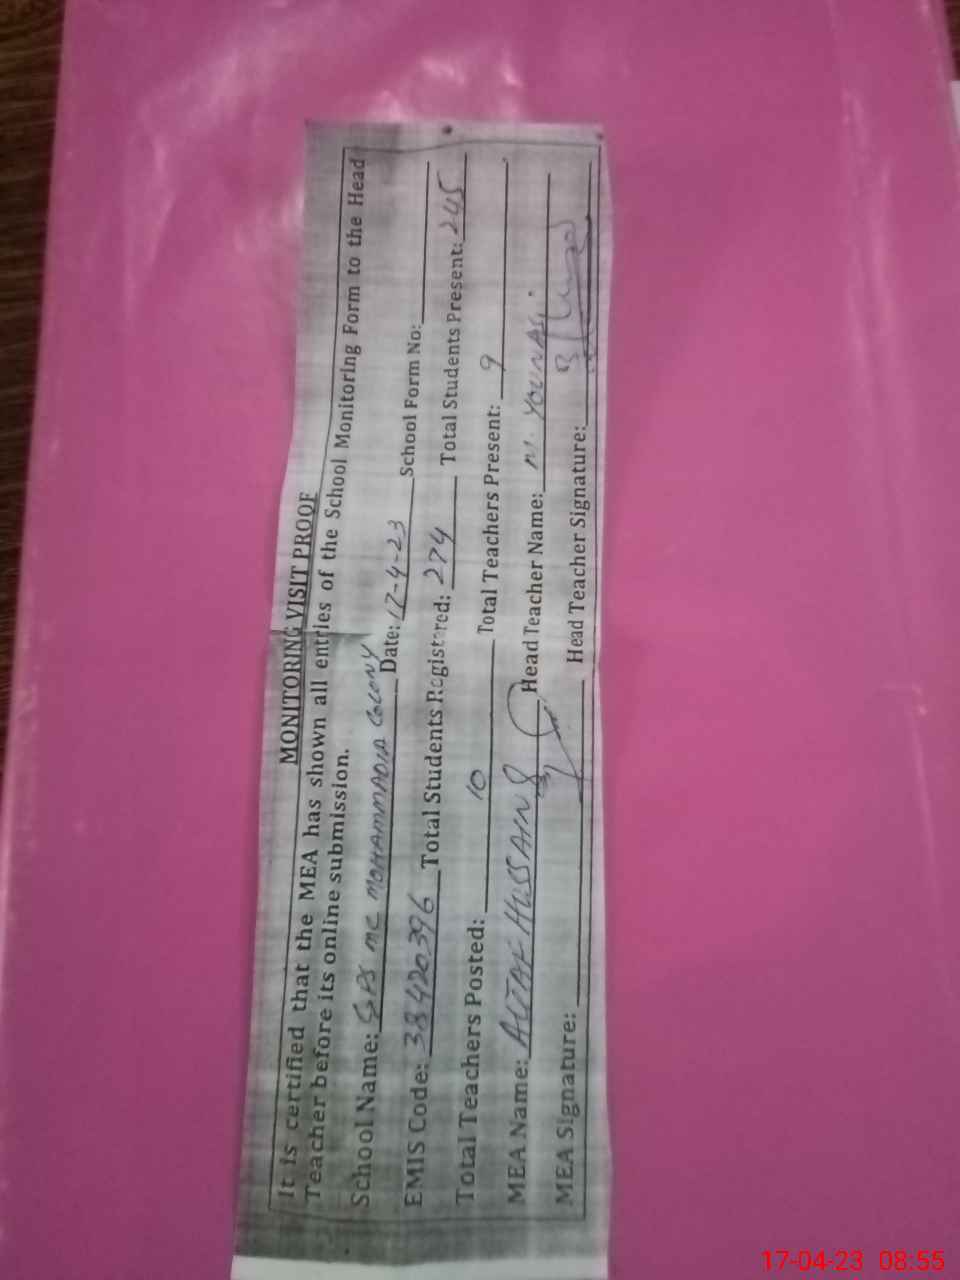 MONITORING VISIT PROOF
It is certified that the MEA has shown all entries of the School Monitoring Form to the Head
Teacher before its online submission.
School Name: GPS MC MOHAMMADIA COLONY Date: 17-4-23 School Form No:
EMIS Code: 38420396 Total Students Registered: 274 Total Students Present: 245
Total Teachers Posted: 10 Total Teachers Present: 9
MEA Name: ALTAF HUSSAIN Head Teacher Name: M. YOUNAS.
MEA Signature: Head Teacher Signature:
17-04-23 08:55